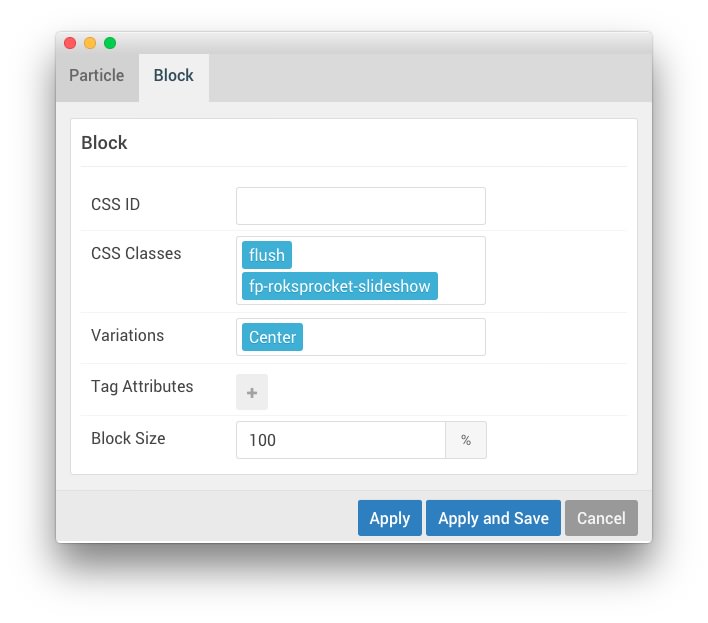 Particle Block
Block
CSS ID
CSS Classes flush
fp-roksprocket-slideshow
Variations Center
Tag Attributes +
Block Size 100 %
Apply Apply and Save Cancel